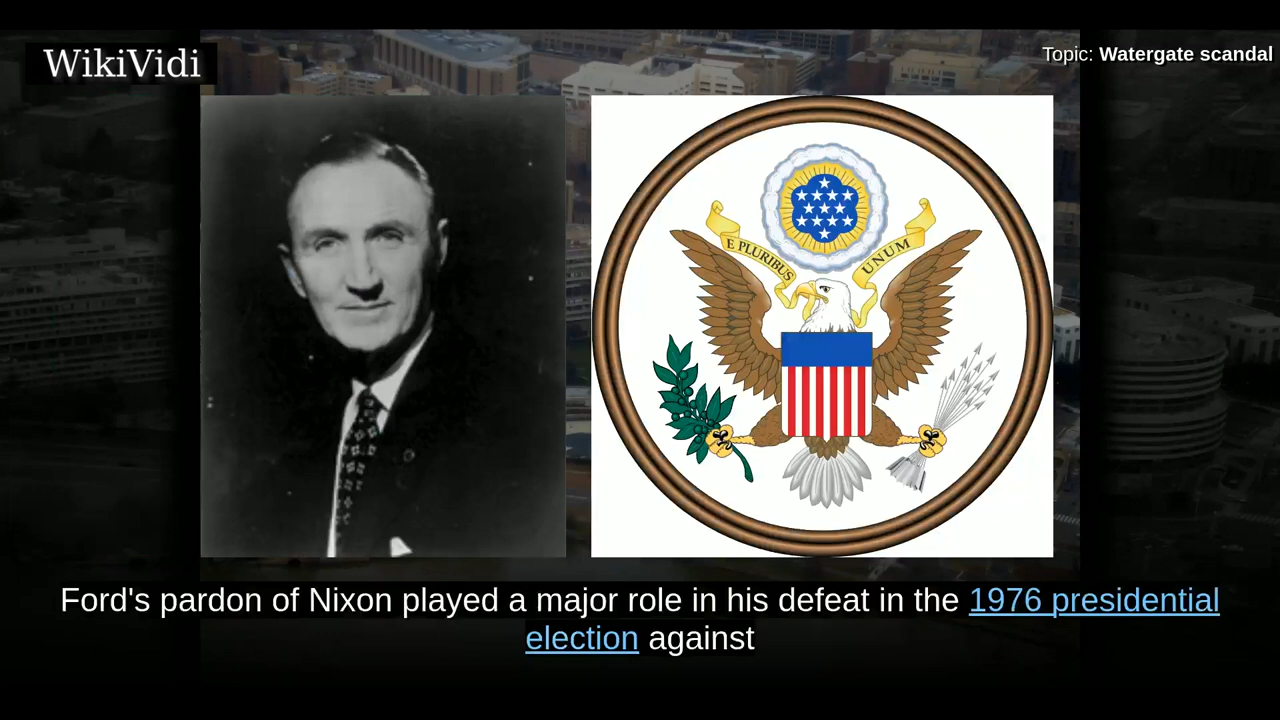 WikiVidi
Topic: Watergate scandal
E PLURIBUS UNUM
Ford's pardon of Nixon played a major role in his defeat in the 1976 presidential
election against